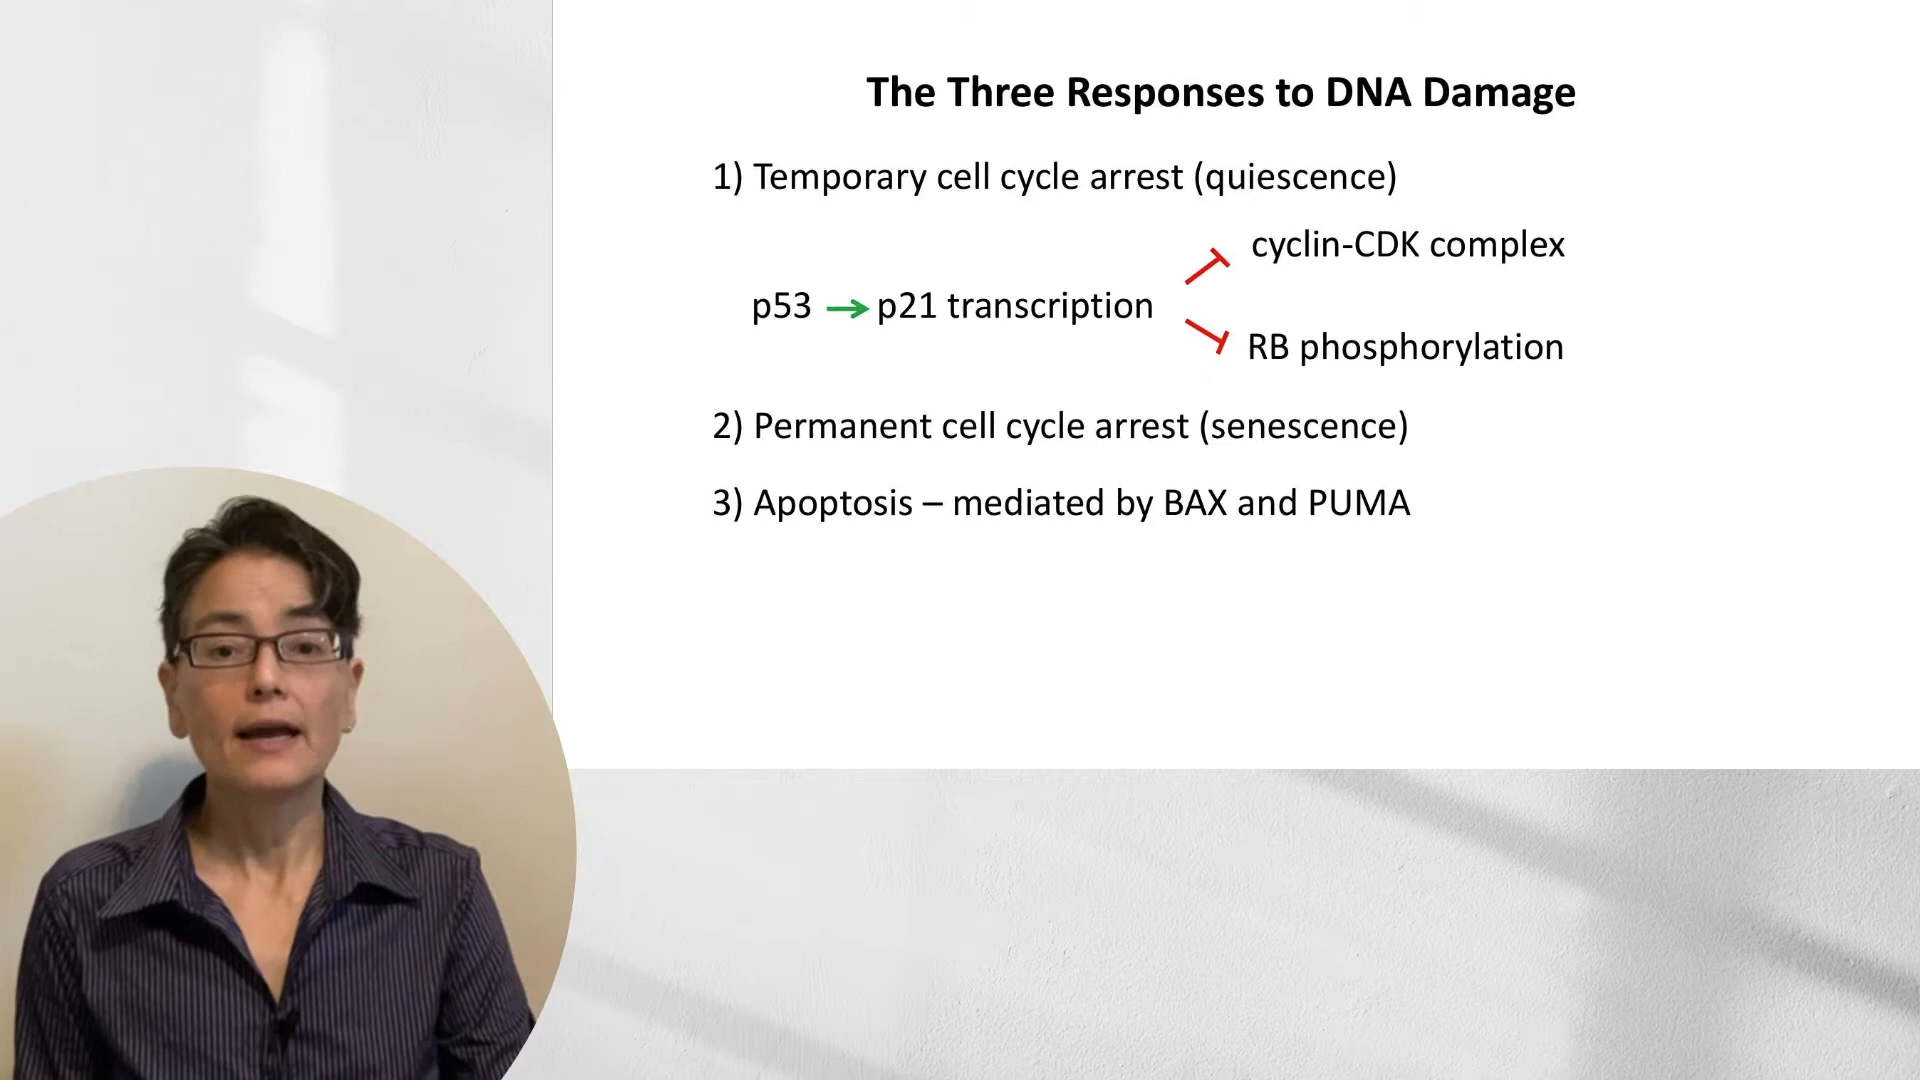 The Three Responses to DNA Damage
1) Temporary cell cycle arrest (quiescence)
cyclin-CDK complex
p53 → p21 transcription
RB phosphorylation
2) Permanent cell cycle arrest (senescence)
3) Apoptosis – mediated by BAX and PUMA